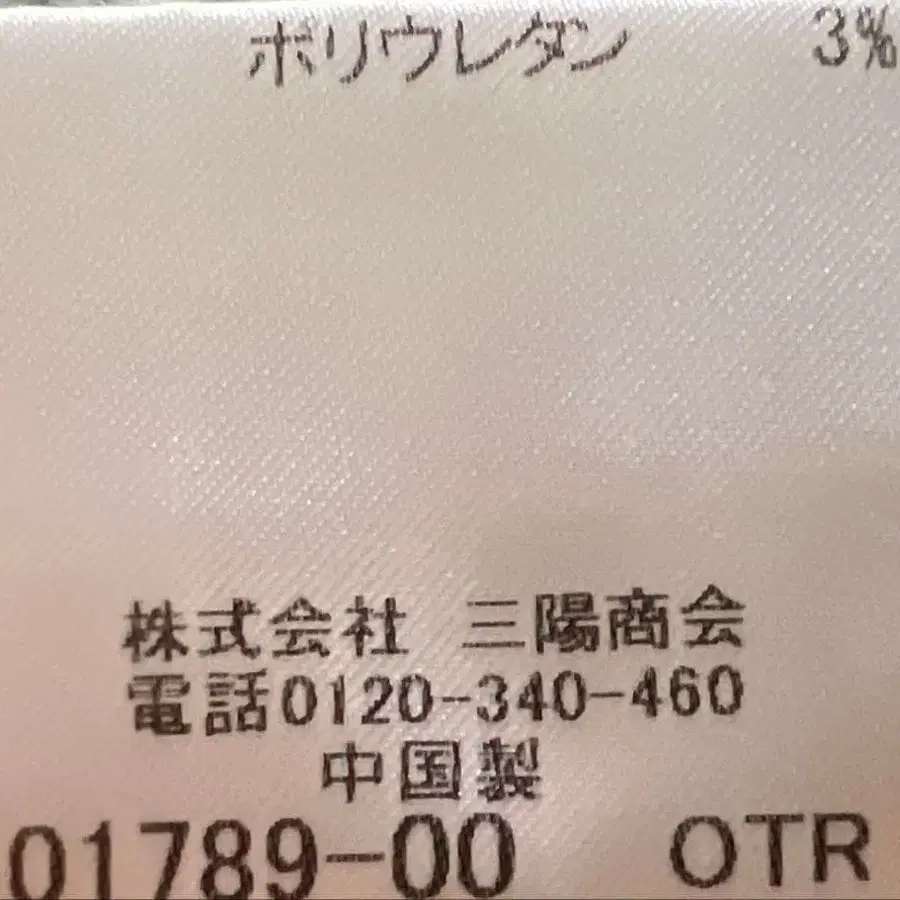 ポリウレタン 3%
株式会社 三陽商会
電話0120-340-460
中国製
01789-00 OTR